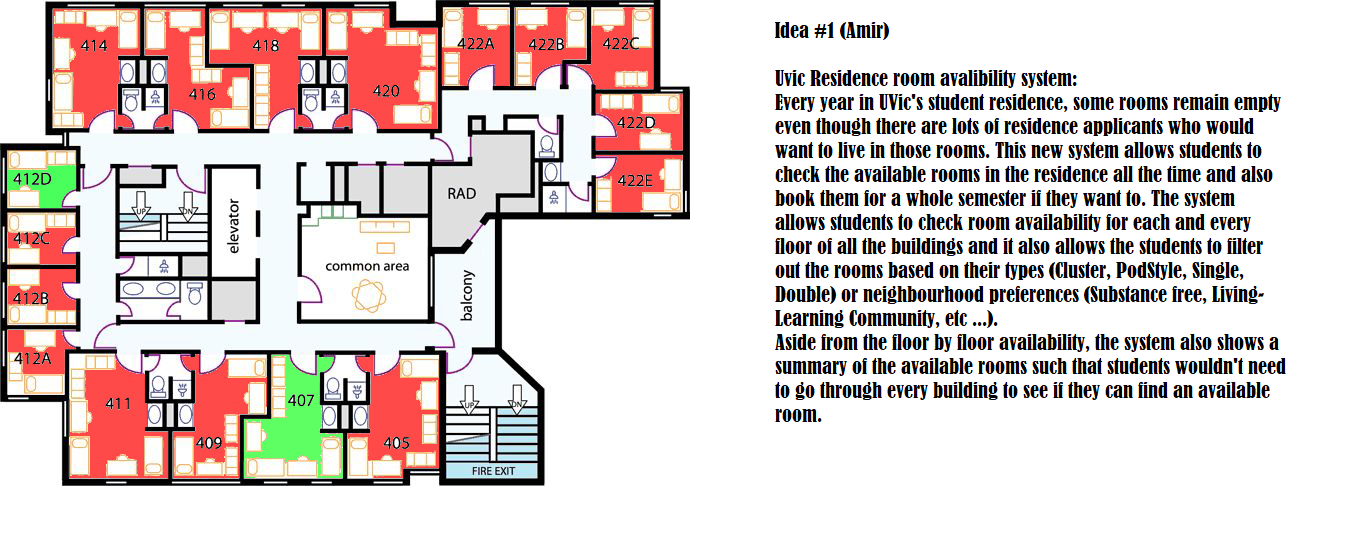 414
416
418
420
422A
422B
422C
422D
422E
412D
412C
412B
412A
UP
DN
elevator
RAD
common area
balcony
411
409
407
405
UP
DN
FIRE EXIT
Idea #1 (Amir)
Uvic Residence room avalibility system:
Every year in UVic's student residence, some rooms remain empty
even though there are lots of residence applicants who would
want to live in those rooms. This new system allows students to
check the available rooms in the residence all the time and also
book them for a whole semester if they want to. The system
allows students to check room availability for each and every
floor of all the buildings and it also allows the students to filter
out the rooms based on their types (Cluster, PodStyle, Single,
Double) or neighbourhood preferences (Substance free, Living-
Learning Community, etc ...).
Aside from the floor by floor availability, the system also shows a
summary of the available rooms such that students wouldn't need
to go through every building to see if they can find an available
room.